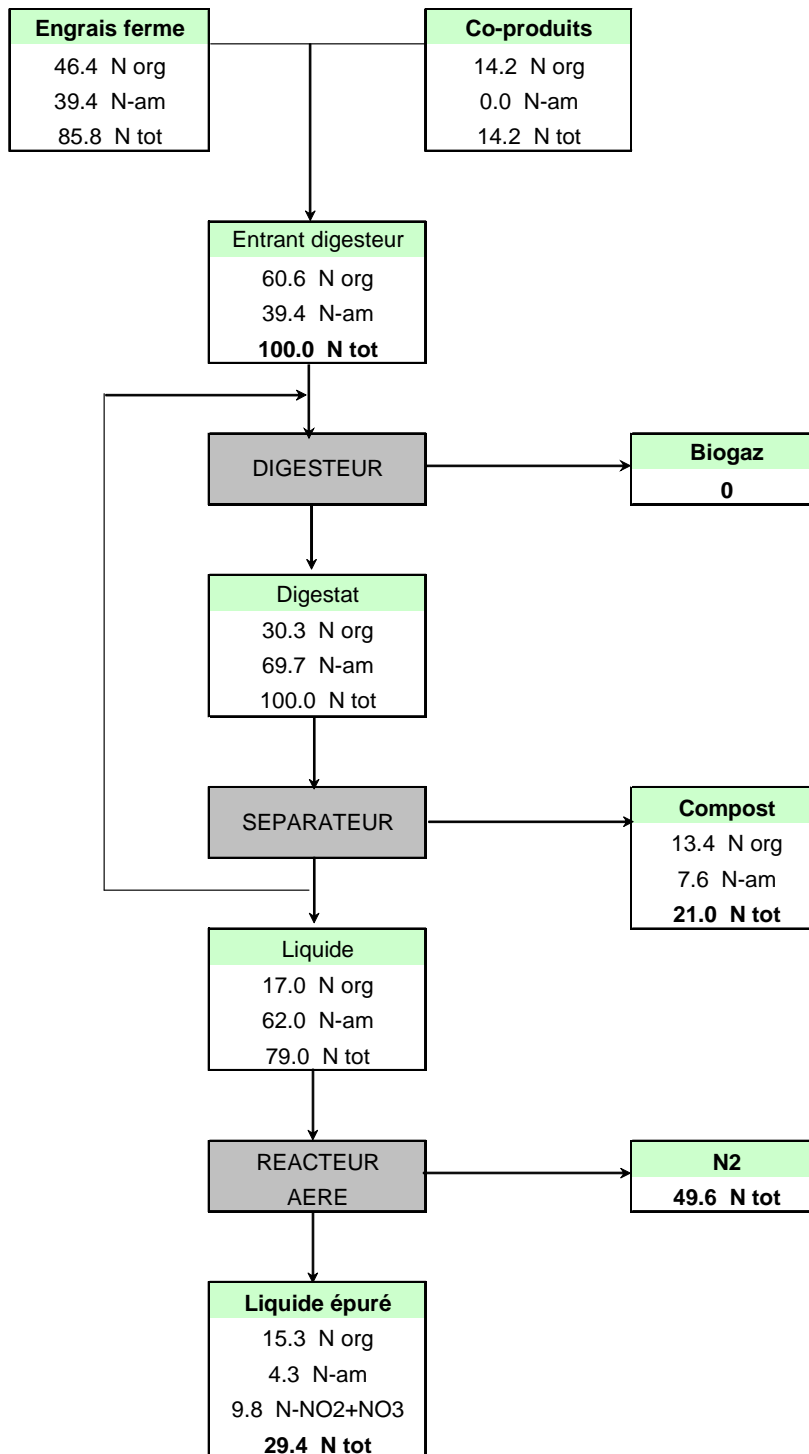 Engrais ferme
46.4 N org
39.4 N-am
85.8 N tot
Co-produits
14.2 N org
0.0 N-am
14.2 N tot
Entrant digesteur
60.6 N org
39.4 N-am
100.0 N tot
DIGESTEUR
Biogaz
0
Digestat
30.3 N org
69.7 N-am
100.0 N tot
SEPARATEUR
Compost
13.4 N org
7.6 N-am
21.0 N tot
Liquide
17.0 N org
62.0 N-am
79.0 N tot
REACTEUR
AERE
N2
49.6 N tot
Liquide épuré
15.3 N org
4.3 N-am
9.8 N-NO2+NO3
29.4 N tot